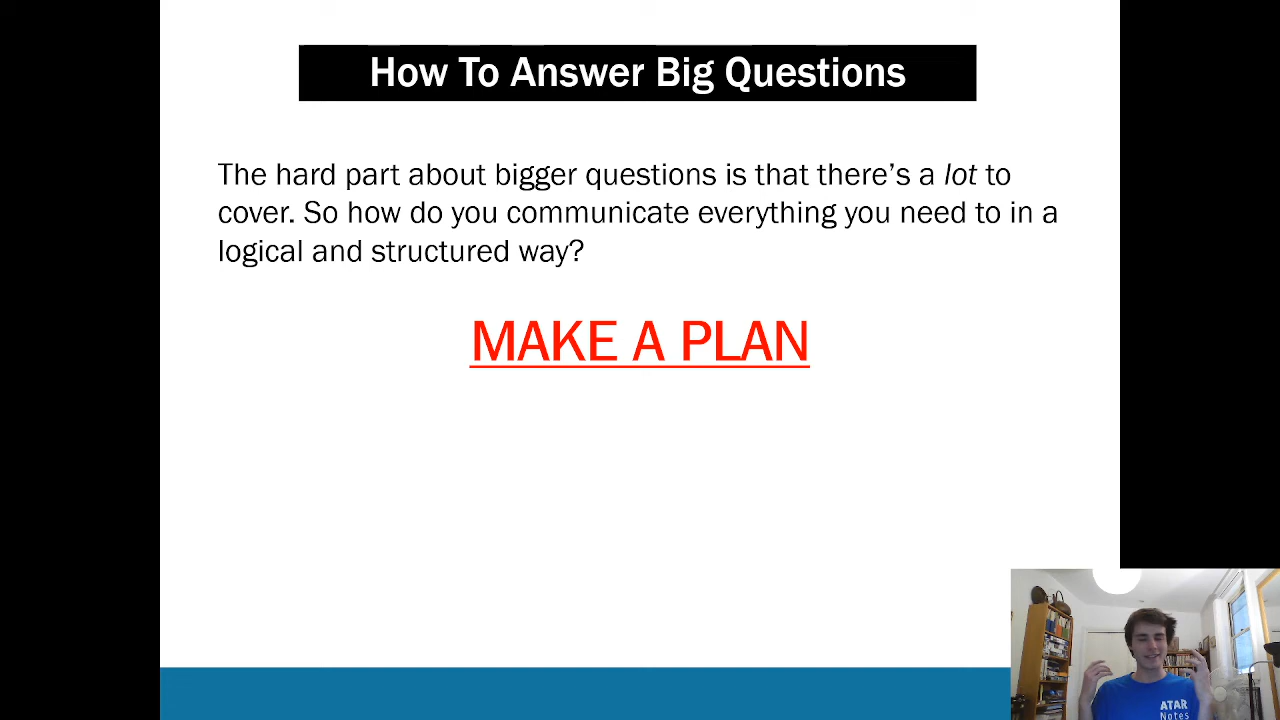 How To Answer Big Questions
The hard part about bigger questions is that there’s a lot to
cover. So how do you communicate everything you need to in a
logical and structured way?
MAKE A PLAN
ATAR
Notes